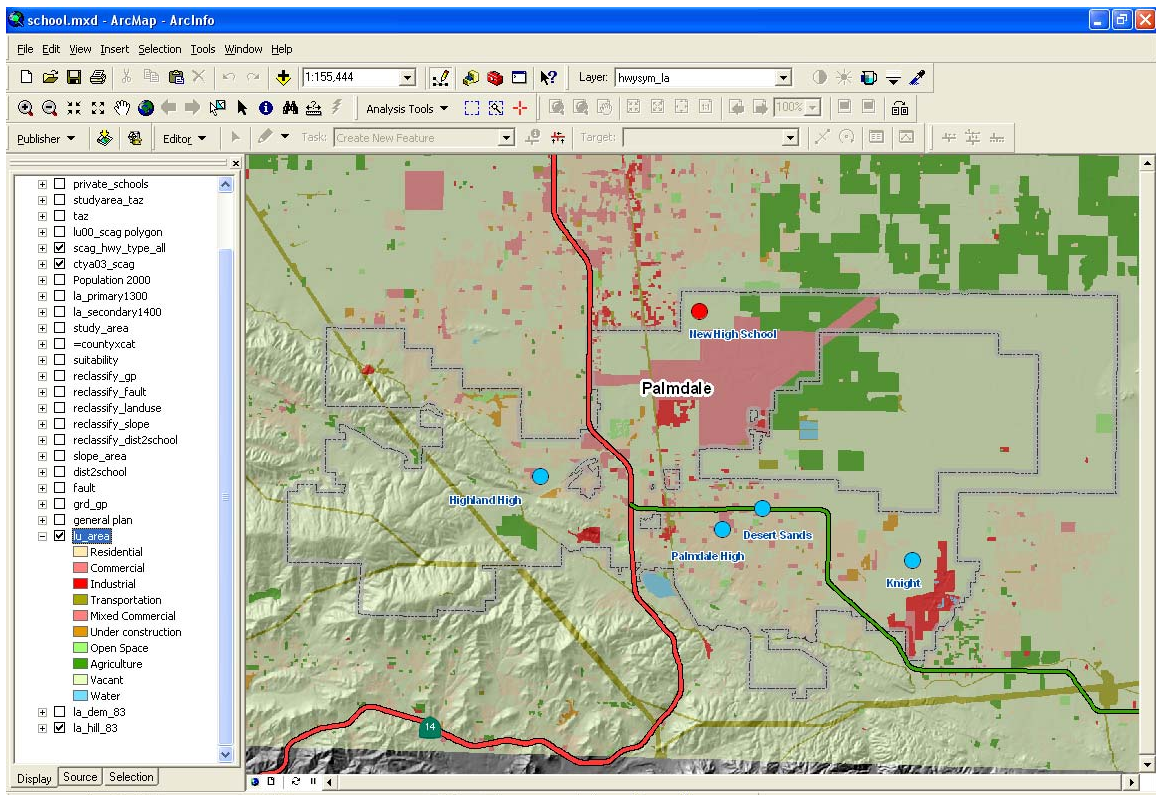 school.mxd - ArcMap - ArcInfo
File Edit View Insert Selection Tools Window Help
1:155,444 Layer: hwysym_la
Analysis Tools 100%
Publisher Editor Task: Create New Feature Target:
private_schools
studyarea_taz
taz
lu00_scag polygon
scag_hwy_type_all
ctya03_scag
Population 2000
la_primary1300
la_secondary1400
study_area
=countyxcat
suitability
reclassify_gp
reclassify_fault
reclassify_landuse
reclassify_slope
reclassify_dist2school
slope_area
dist2school
fault
grd_gp
general plan
lu_area
Residential
Commercial
Industrial
Transportation
Mixed Commercial
Under construction
Open Space
Agriculture
Vacant
Water
la_dem_83
la_hill_83
Display Source Selection
New High School
Palmdale
Highland High
Desert Sands
Palmdale High
Knight
14